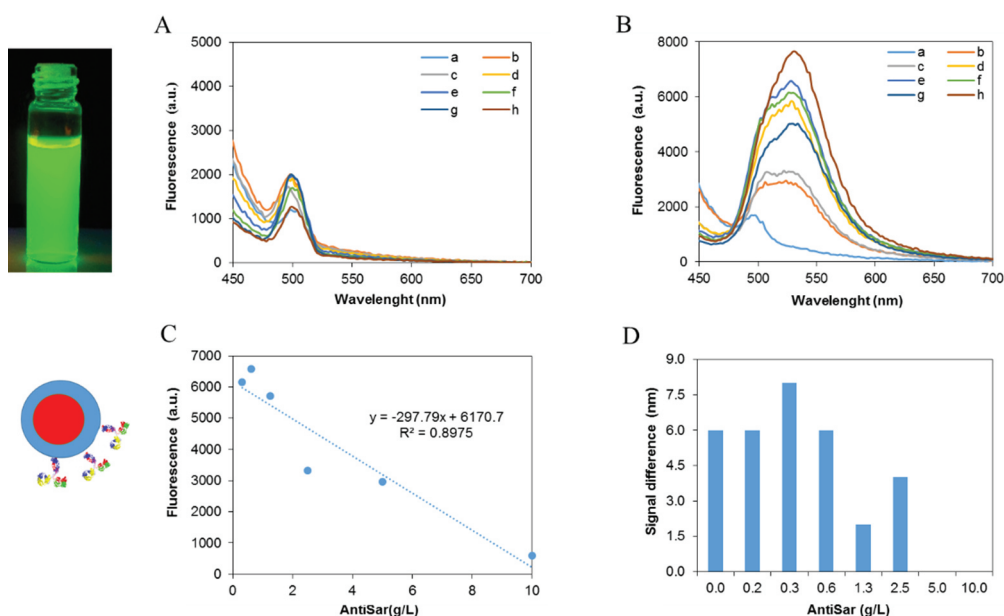 A
5000
4000
3000
2000
1000
0
Fluorescence (a.u.)
a b
c d
e f
g h
450 500 550 600 650 700
Wavelenght (nm)
B
8000
6000
4000
2000
0
Fluorescence (a.u.)
a b
c d
e f
g h
450 500 550 600 650 700
Wavelenght (nm)
C
7000
6000
5000
4000
3000
2000
1000
0
Fluorescence (a.u.)
y = -297.79x + 6170.7
R² = 0.8975
0 2 4 6 8 10
AntiSar(g/L)
D
9.0
7.5
6.0
4.5
3.0
1.5
0.0
Signal difference (nm)
0.0 0.2 0.3 0.6 1.3 2.5 5.0 10.0
AntiSar (g/L)